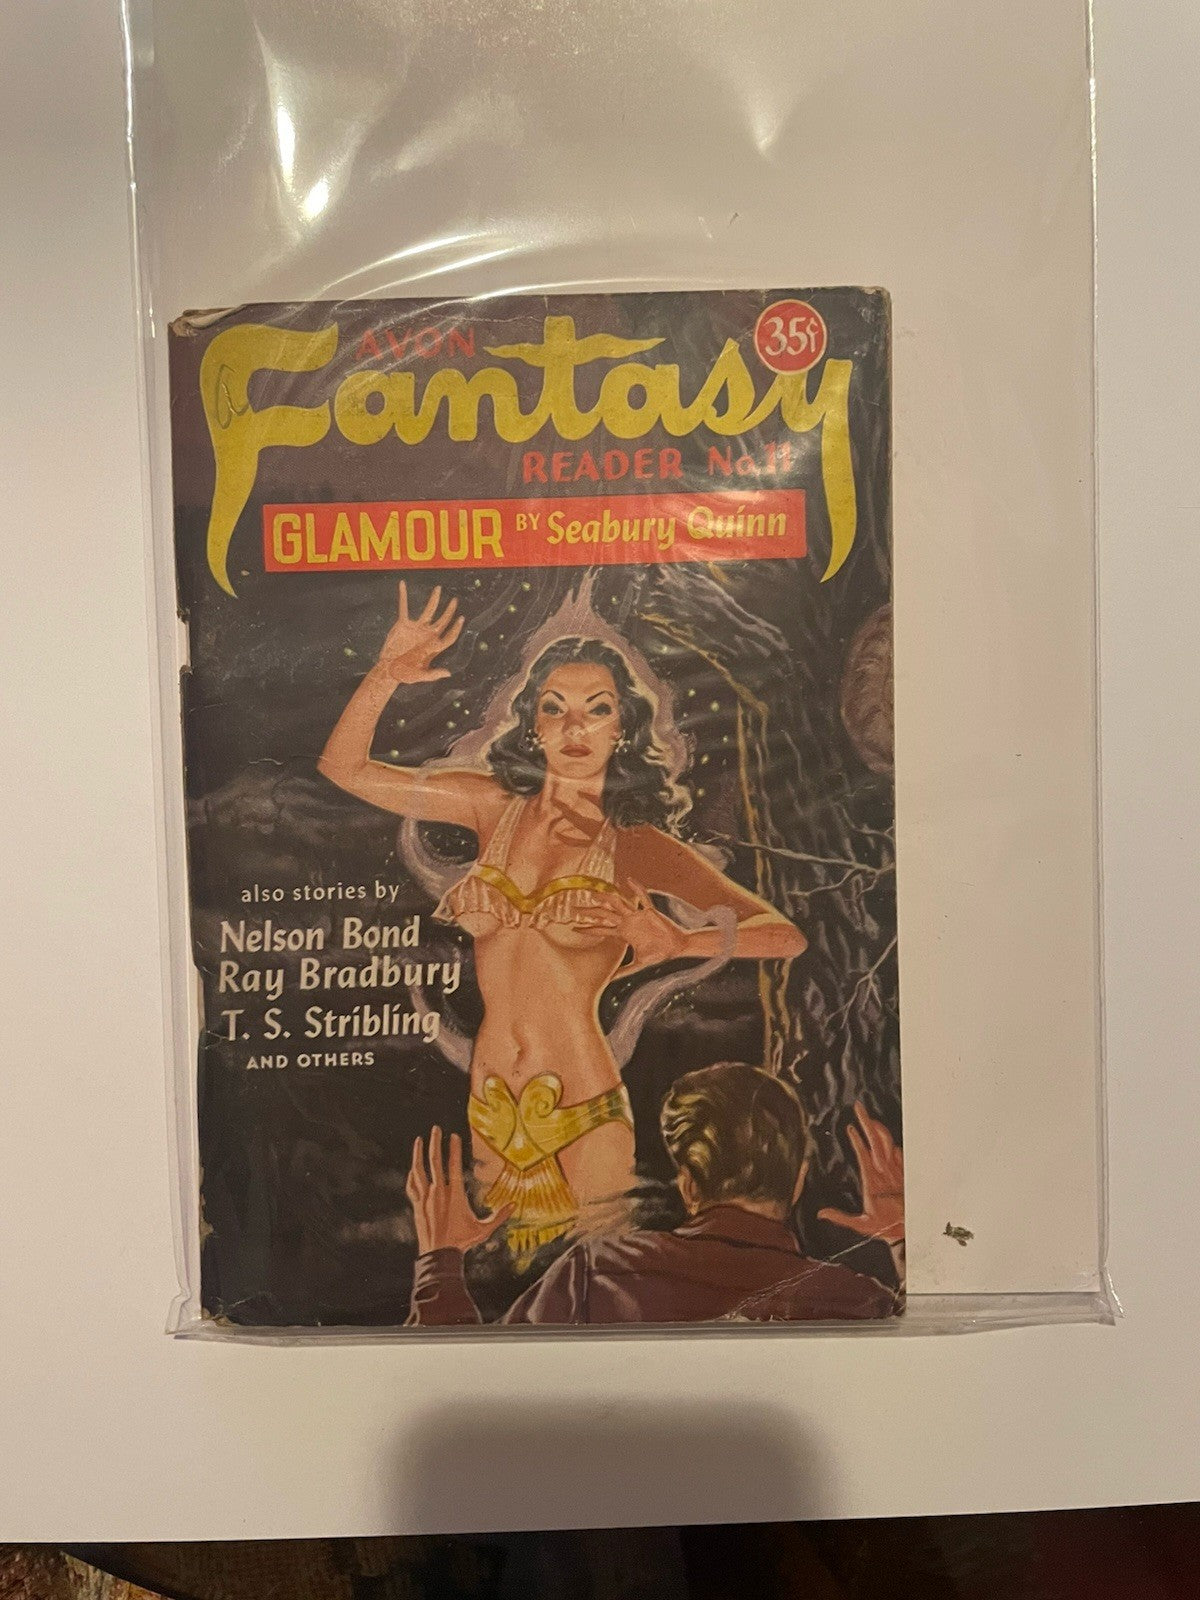 AVON
35¢
Fantasy
READER No. 11
GLAMOUR BY Seabury Quinn
also stories by
Nelson Bond
Ray Bradbury
T. S. Stribling
AND OTHERS